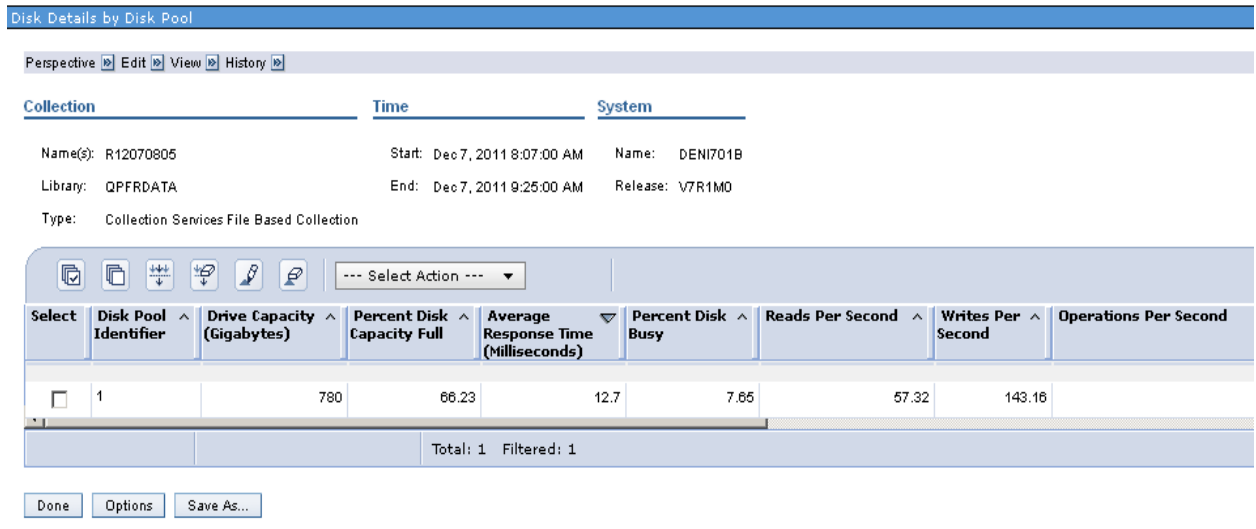 Disk Details by Disk Pool
Perspective Edit View History
Collection Time System
Name(s): R12070805 Start: Dec 7, 2011 8:07:00 AM Name: DENI701B
Library: QPFRDATA End: Dec 7, 2011 9:25:00 AM Release: V7R1M0
Type: Collection Services File Based Collection
--- Select Action ---
Select Disk Pool Drive Capacity Percent Disk Average Percent Disk Reads Per Second Writes Per Operations Per Second
Identifier (Gigabytes) Capacity Full Response Time Busy Second
(Milliseconds)
1 780 66.23 12.7 7.65 57.32 143.16
Total: 1 Filtered: 1
Done Options Save As...